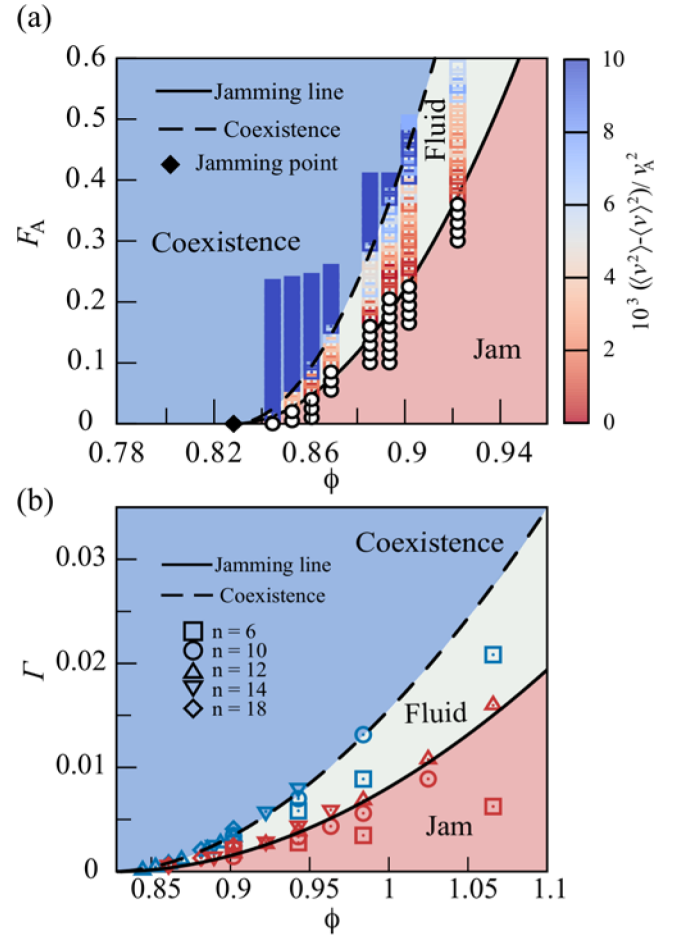 (a)
0.6
0.5
0.4
0.3
0.2
0.1
0
F_A
Jamming line
Coexistence
Jamming point
Coexistence
Fluid
Jam
0.78
0.82
0.86
0.9
0.94
ϕ
10
8
6
4
2
0
10³ (⟨v²⟩-⟨v⟩²)/ v_A²
(b)
0.03
0.02
0.01
0
Γ
Jamming line
Coexistence
n = 6
n = 10
n = 12
n = 14
n = 18
Coexistence
Fluid
Jam
0.85
0.9
0.95
1
1.05
1.1
ϕ